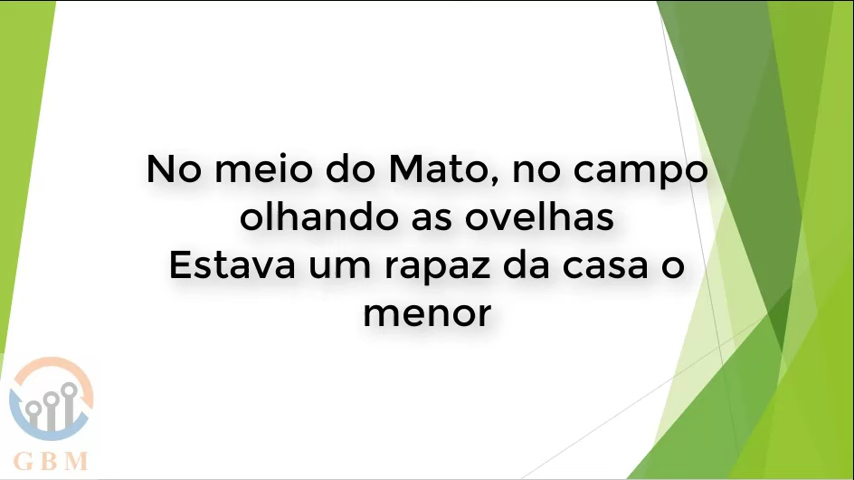 No meio do Mato, no campo
olhando as ovelhas
Estava um rapaz da casa o
menor
GBM